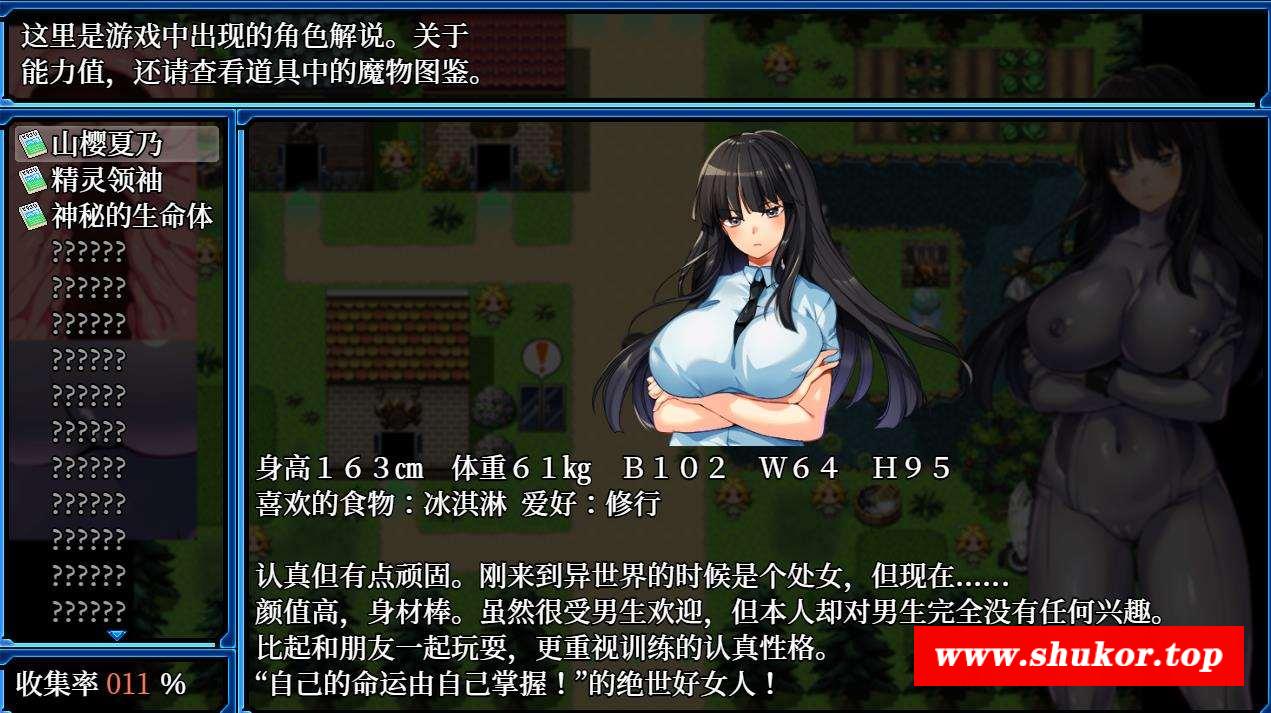 这里是游戏中出现的角色解说。关于
能力值，还请查看道具中的魔物图鉴。
山樱夏乃
精灵领袖
神秘的生命体
??????
??????
??????
??????
??????
??????
??????
??????
??????
??????
??????
收集率 011 %
身高１６３㎝　体重６１㎏　Ｂ１０２　Ｗ６４　Ｈ９５
喜欢的食物：冰淇淋 爱好：修行
认真但有点顽固。刚来到异世界的时候是个处女，但现在……
颜值高，身材棒。虽然很受男生欢迎，但本人却对男生完全没有任何兴趣。
比起和朋友一起玩耍，更重视训练的认真性格。
“自己的命运由自己掌握！”的绝世好女人！
www.shukor.top